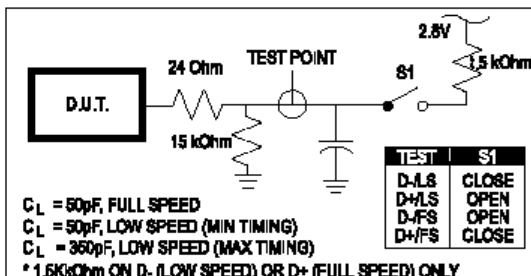 2.8V
24 Ohm
TEST POINT
S1
1.5 kOhm
D.U.T.
15 kOhm
TEST S1
D-/LS CLOSE
D+/LS OPEN
D-/FS OPEN
D+/FS CLOSE
CL = 50pF, FULL SPEED
CL = 50pF, LOW SPEED (MIN TIMING)
CL = 350pF, LOW SPEED (MAX TIMING)
* 1.5KkOhm ON D- (LOW SPEED) OR D+ (FULL SPEED) ONLY